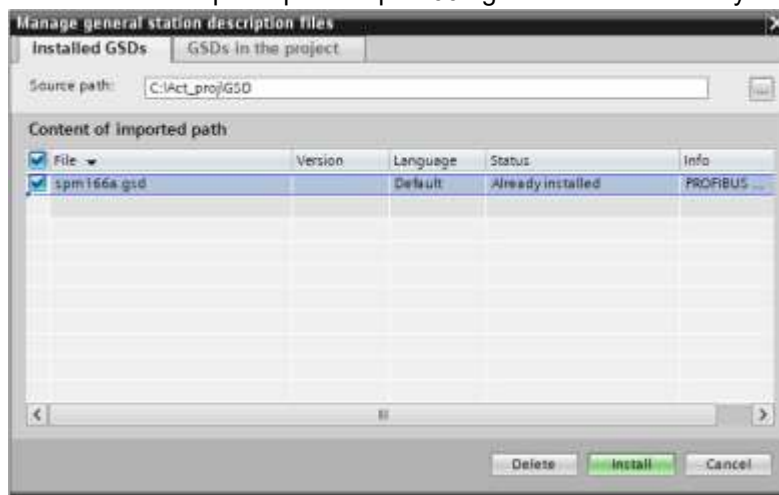 Manage general station description files
Installed GSDs GSDs in the project
Source path: C:\Act_proj\GSD
Content of imported path
File Version Language Status Info
spm166a.gsd Default Already installed PROFIBUS ...
Delete Install Cancel